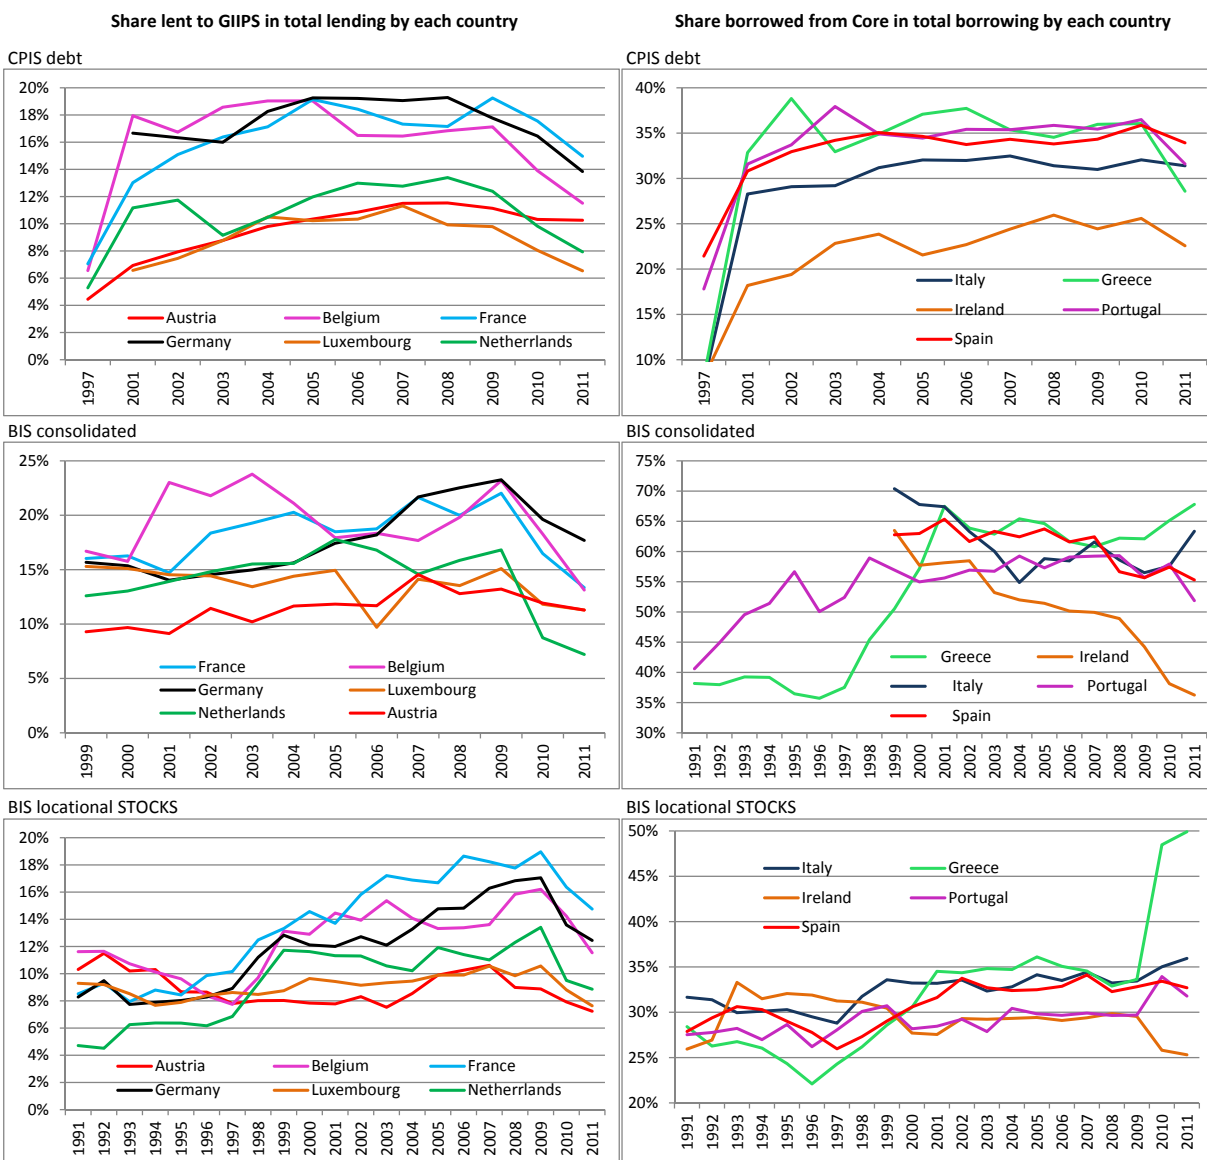 Share lent to GIIPS in total lending by each country
Share borrowed from Core in total borrowing by each country
CPIS debt
20%
18%
16%
14%
12%
10%
8%
6%
4%
2%
0%
Austria Belgium France
Germany Luxembourg Netherrlands
1997 2001 2002 2003 2004 2005 2006 2007 2008 2009 2010 2011
CPIS debt
40%
35%
30%
25%
20%
15%
10%
Italy Greece
Ireland Portugal
Spain
1997 2001 2002 2003 2004 2005 2006 2007 2008 2009 2010 2011
BIS consolidated
25%
20%
15%
10%
5%
0%
France Belgium
Germany Luxembourg
Netherlands Austria
1999 2000 2001 2002 2003 2004 2005 2006 2007 2008 2009 2010 2011
BIS consolidated
75%
70%
65%
60%
55%
50%
45%
40%
35%
30%
Greece Ireland
Italy Portugal
Spain
1991 1992 1993 1994 1995 1996 1997 1998 1999 2000 2001 2002 2003 2004 2005 2006 2007 2008 2009 2010 2011
BIS locational STOCKS
20%
18%
16%
14%
12%
10%
8%
6%
4%
2%
0%
Austria Belgium France
Germany Luxembourg Netherrlands
1991 1992 1993 1994 1995 1996 1997 1998 1999 2000 2001 2002 2003 2004 2005 2006 2007 2008 2009 2010 2011
BIS locational STOCKS
50%
45%
40%
35%
30%
25%
20%
Italy Greece
Ireland Portugal
Spain
1991 1992 1993 1994 1995 1996 1997 1998 1999 2000 2001 2002 2003 2004 2005 2006 2007 2008 2009 2010 2011